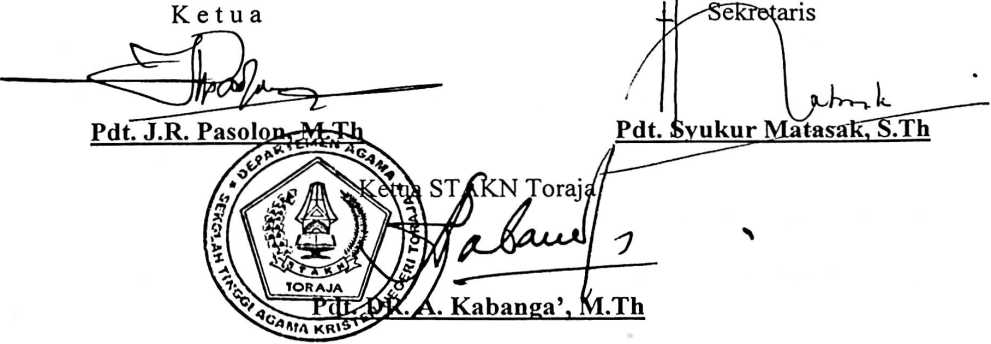 K e t u a
Sekretaris
Pdt. J.R. Pasolon, M.Th
Pdt. Syukur Matasak, S.Th
DEPARTEMEN AGAMA
SEKOLAH TINGGI AGAMA KRISTEN NEGERI TORAJA
STAKN
TORAJA
Ketua STAKN Toraja
Pdt. DR. A. Kabanga', M.Th